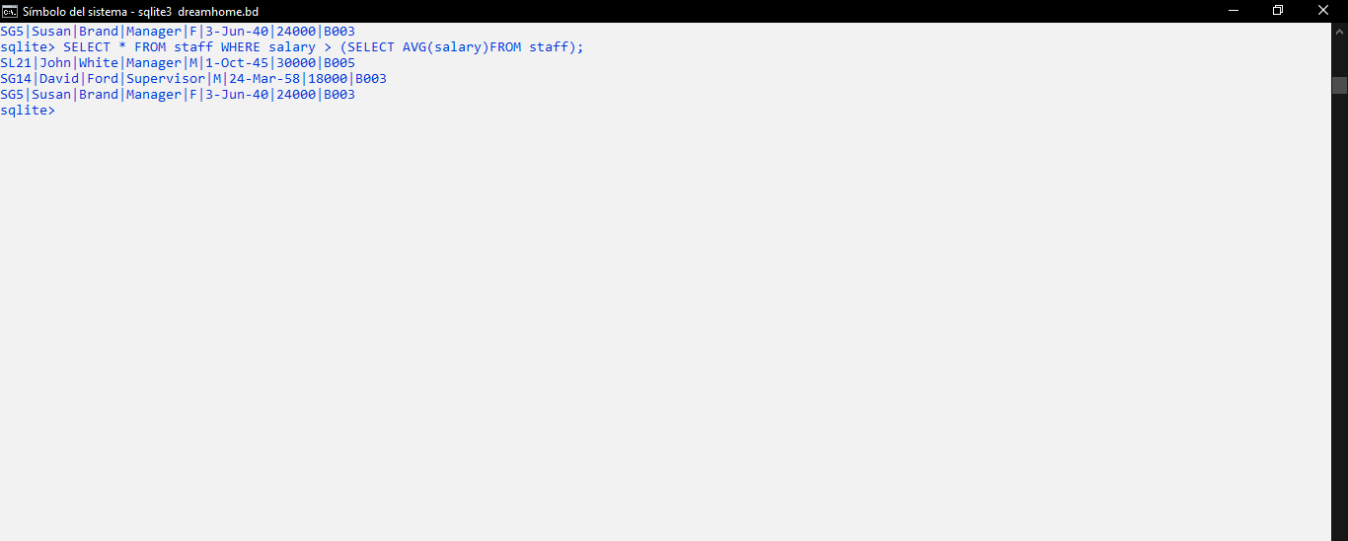 Símbolo del sistema - sqlite3  dreamhome.bd
SG5|Susan|Brand|Manager|F|3-Jun-40|24000|B003
sqlite> SELECT * FROM staff WHERE salary > (SELECT AVG(salary)FROM staff);
SL21|John|White|Manager|M|1-Oct-45|30000|B005
SG14|David|Ford|Supervisor|M|24-Mar-58|18000|B003
SG5|Susan|Brand|Manager|F|3-Jun-40|24000|B003
sqlite>